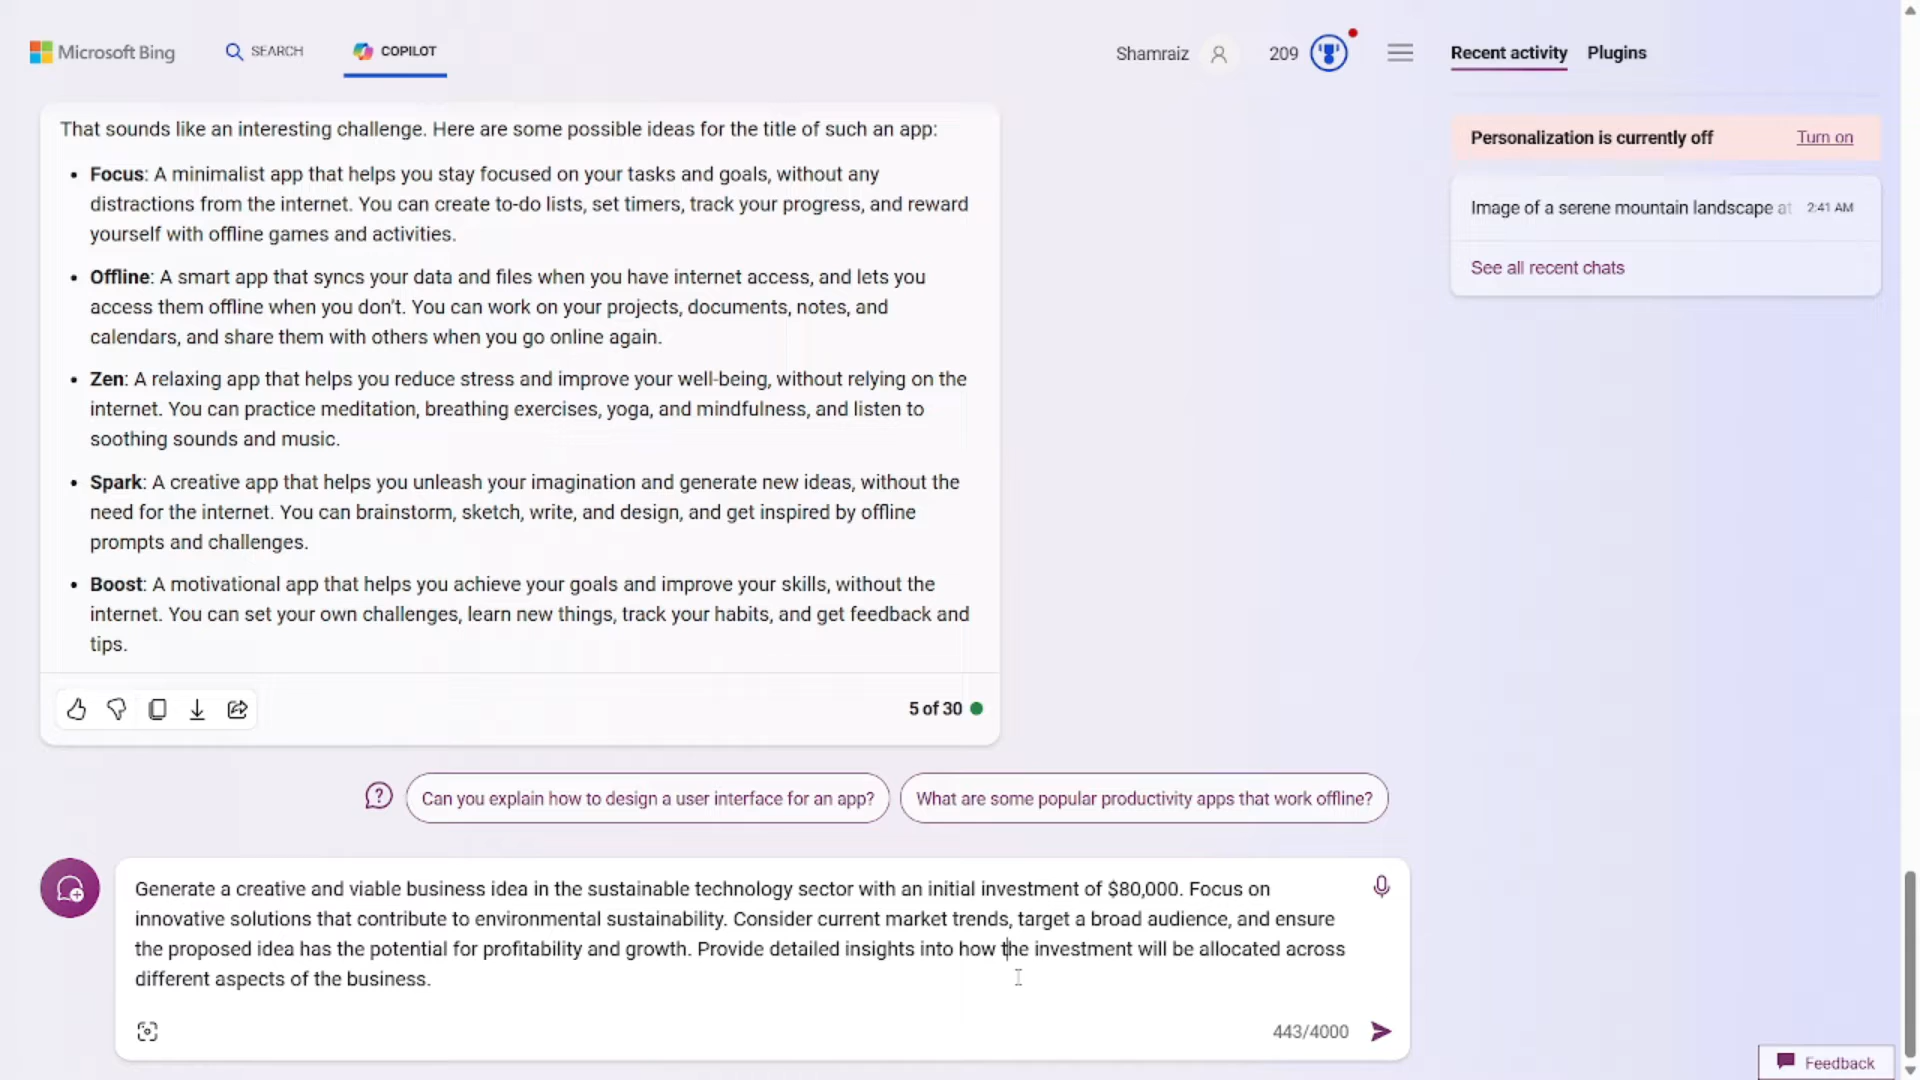 Microsoft Bing
SEARCH
COPILOT
Shamraiz
209
Recent activity
Plugins
That sounds like an interesting challenge. Here are some possible ideas for the title of such an app:
• Focus: A minimalist app that helps you stay focused on your tasks and goals, without any
distractions from the internet. You can create to-do lists, set timers, track your progress, and reward
yourself with offline games and activities.
• Offline: A smart app that syncs your data and files when you have internet access, and lets you
access them offline when you don't. You can work on your projects, documents, notes, and
calendars, and share them with others when you go online again.
• Zen: A relaxing app that helps you reduce stress and improve your well-being, without relying on the
internet. You can practice meditation, breathing exercises, yoga, and mindfulness, and listen to
soothing sounds and music.
• Spark: A creative app that helps you unleash your imagination and generate new ideas, without the
need for the internet. You can brainstorm, sketch, write, and design, and get inspired by offline
prompts and challenges.
• Boost: A motivational app that helps you achieve your goals and improve your skills, without the
internet. You can set your own challenges, learn new things, track your habits, and get feedback and
tips.
5 of 30
Personalization is currently off
Turn on
Image of a serene mountain landscape at
2:41 AM
See all recent chats
Can you explain how to design a user interface for an app?
What are some popular productivity apps that work offline?
Generate a creative and viable business idea in the sustainable technology sector with an initial investment of $80,000. Focus on
innovative solutions that contribute to environmental sustainability. Consider current market trends, target a broad audience, and ensure
the proposed idea has the potential for profitability and growth. Provide detailed insights into how the investment will be allocated across
different aspects of the business.
443/4000
Feedback